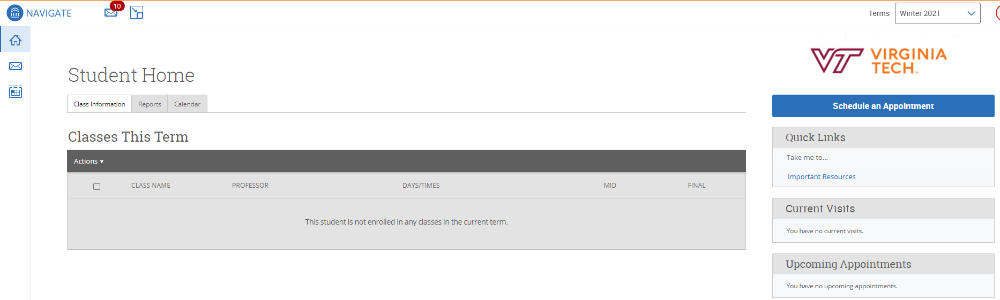 NAVIGATE
10
Terms
Winter 2021
VT VIRGINIA
TECH™
Student Home
Class Information
Reports
Calendar
Schedule an Appointment
Classes This Term
Actions ▾
CLASS NAME
PROFESSOR
DAYS/TIMES
MID
FINAL
This student is not enrolled in any classes in the current term.
Quick Links
Take me to...
Important Resources
Current Visits
You have no current visits.
Upcoming Appointments
You have no upcoming appointments.